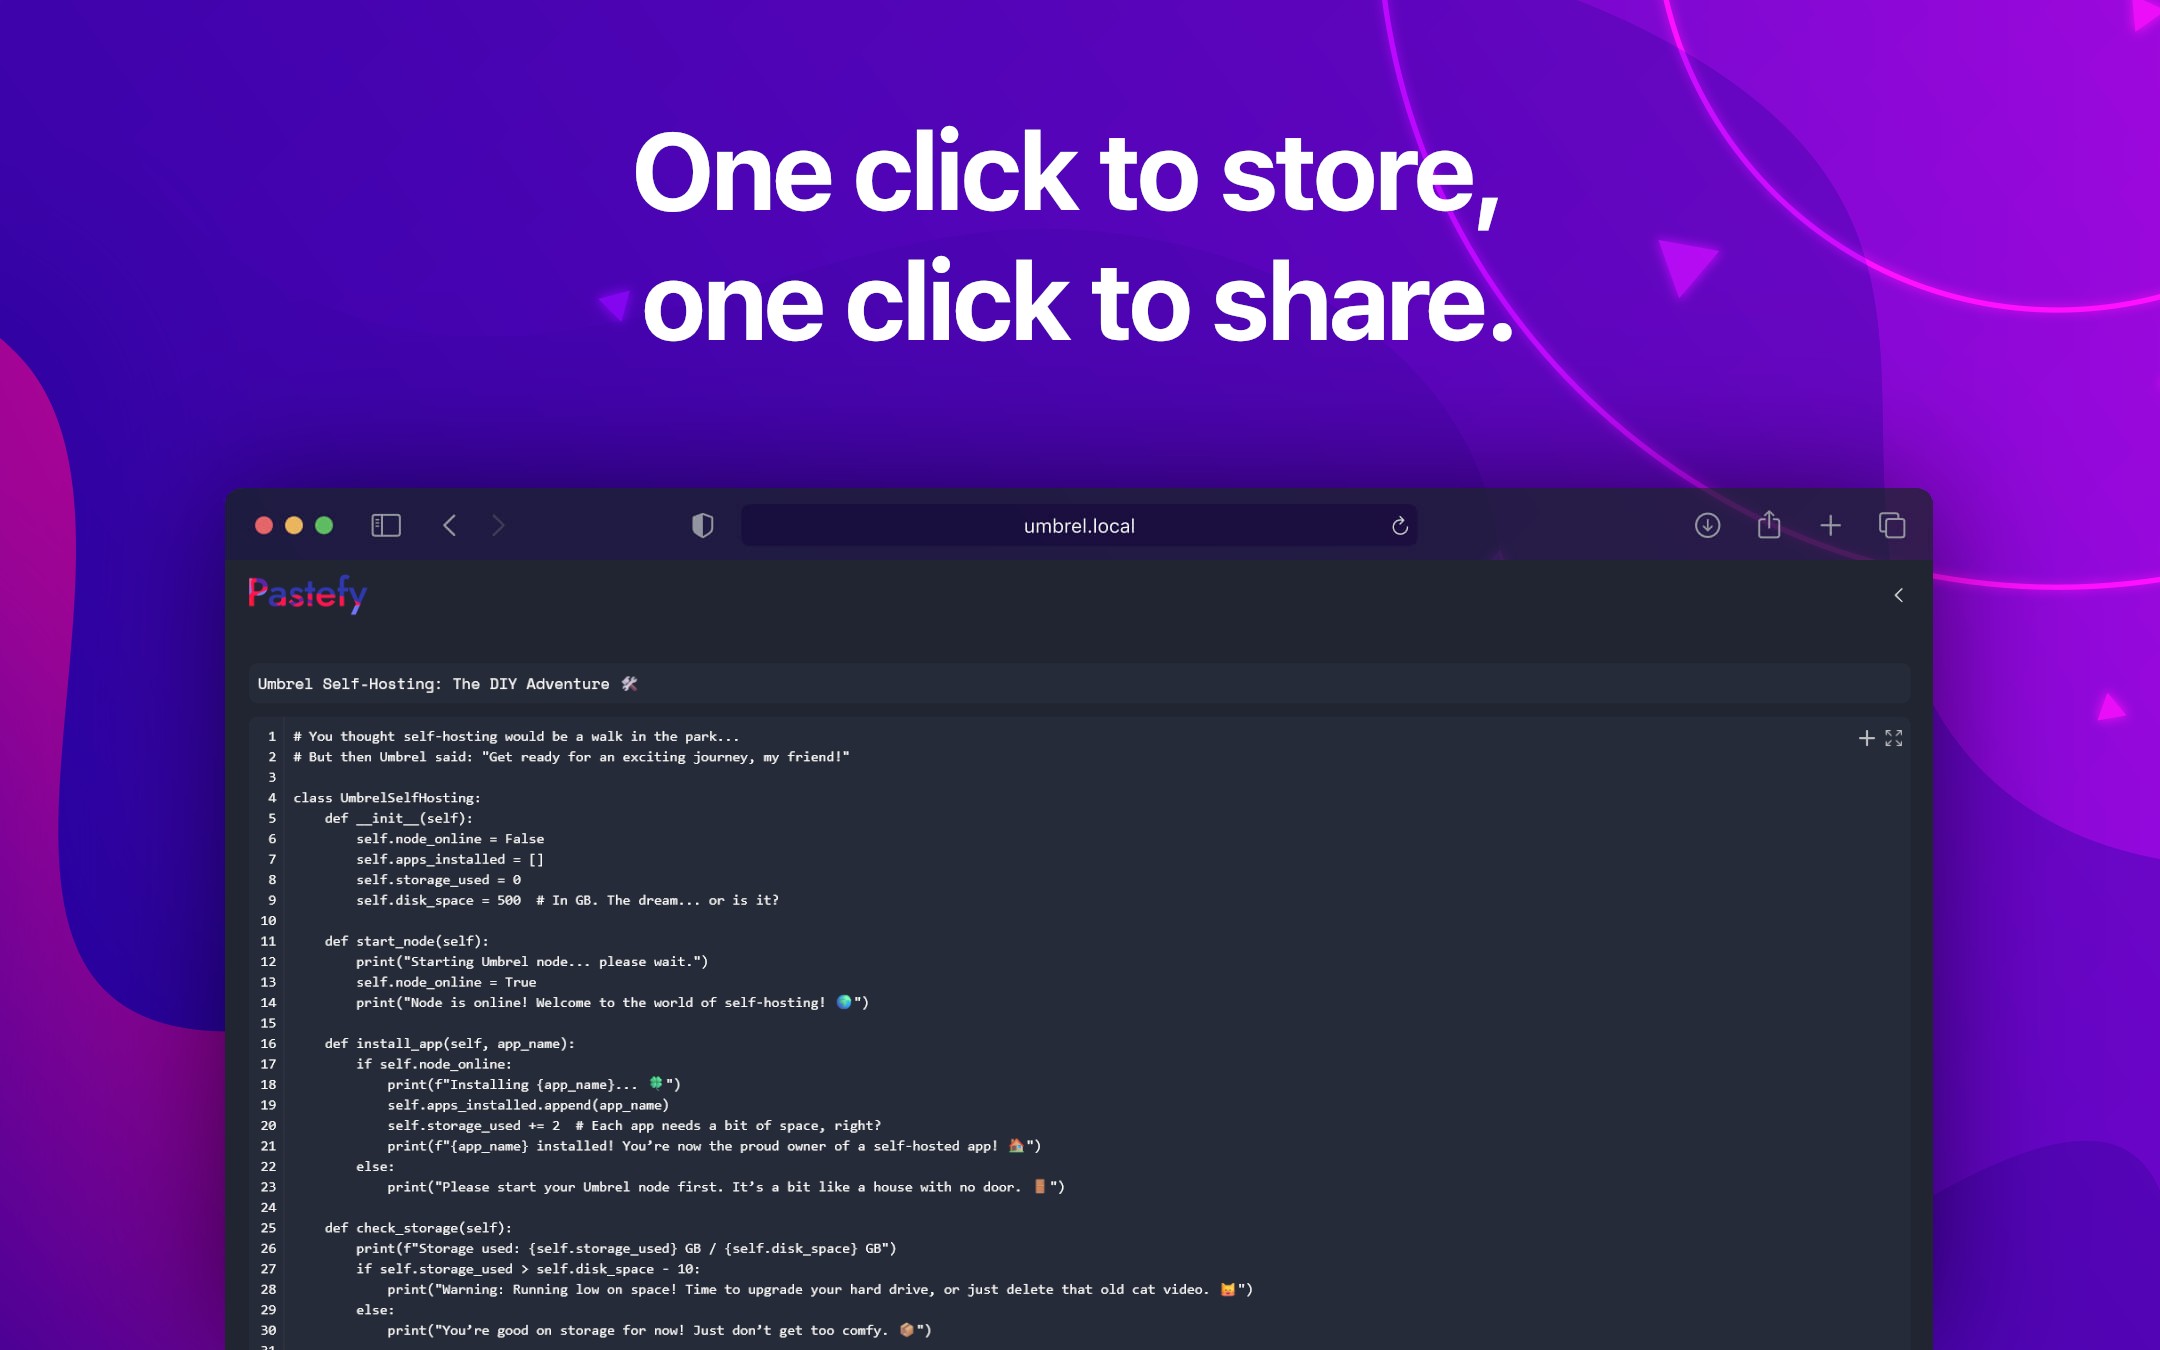 One click to store,
one click to share.
umbrel.local
Pastefy
Umbrel Self-Hosting: The DIY Adventure 🛠️
1 # You thought self-hosting would be a walk in the park...
2 # But then Umbrel said: "Get ready for an exciting journey, my friend!"
3
4 class UmbrelSelfHosting:
5     def __init__(self):
6         self.node_online = False
7         self.apps_installed = []
8         self.storage_used = 0
9         self.disk_space = 500  # In GB. The dream... or is it?
10
11     def start_node(self):
12         print("Starting Umbrel node... please wait.")
13         self.node_online = True
14         print("Node is online! Welcome to the world of self-hosting! 🌍")
15
16     def install_app(self, app_name):
17         if self.node_online:
18             print(f"Installing {app_name}... 🍀")
19             self.apps_installed.append(app_name)
20             self.storage_used += 2  # Each app needs a bit of space, right?
21             print(f"{app_name} installed! You’re now the proud owner of a self-hosted app! 🏠")
22         else:
23             print("Please start your Umbrel node first. It’s a bit like a house with no door. 🚪")
24
25     def check_storage(self):
26         print(f"Storage used: {self.storage_used} GB / {self.disk_space} GB")
27         if self.storage_used > self.disk_space - 10:
28             print("Warning: Running low on space! Time to upgrade your hard drive, or just delete that old cat video. 😺")
29         else:
30             print("You’re good on storage for now! Just don’t get too comfy. 📦")
31